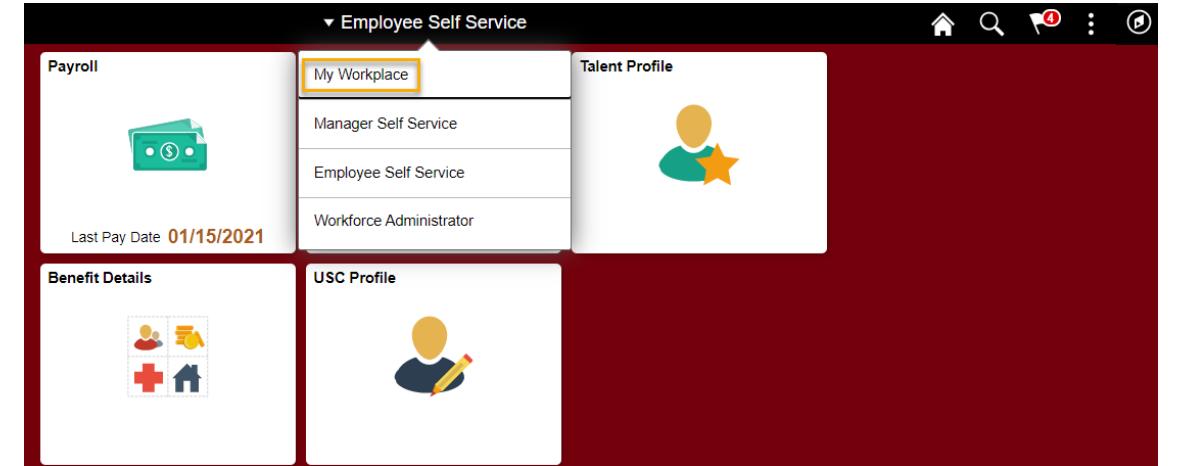 Employee Self Service
4
Payroll
My Workplace
Manager Self Service
Employee Self Service
Workforce Administrator
Talent Profile
$
Last Pay Date 01/15/2021
Benefit Details
USC Profile